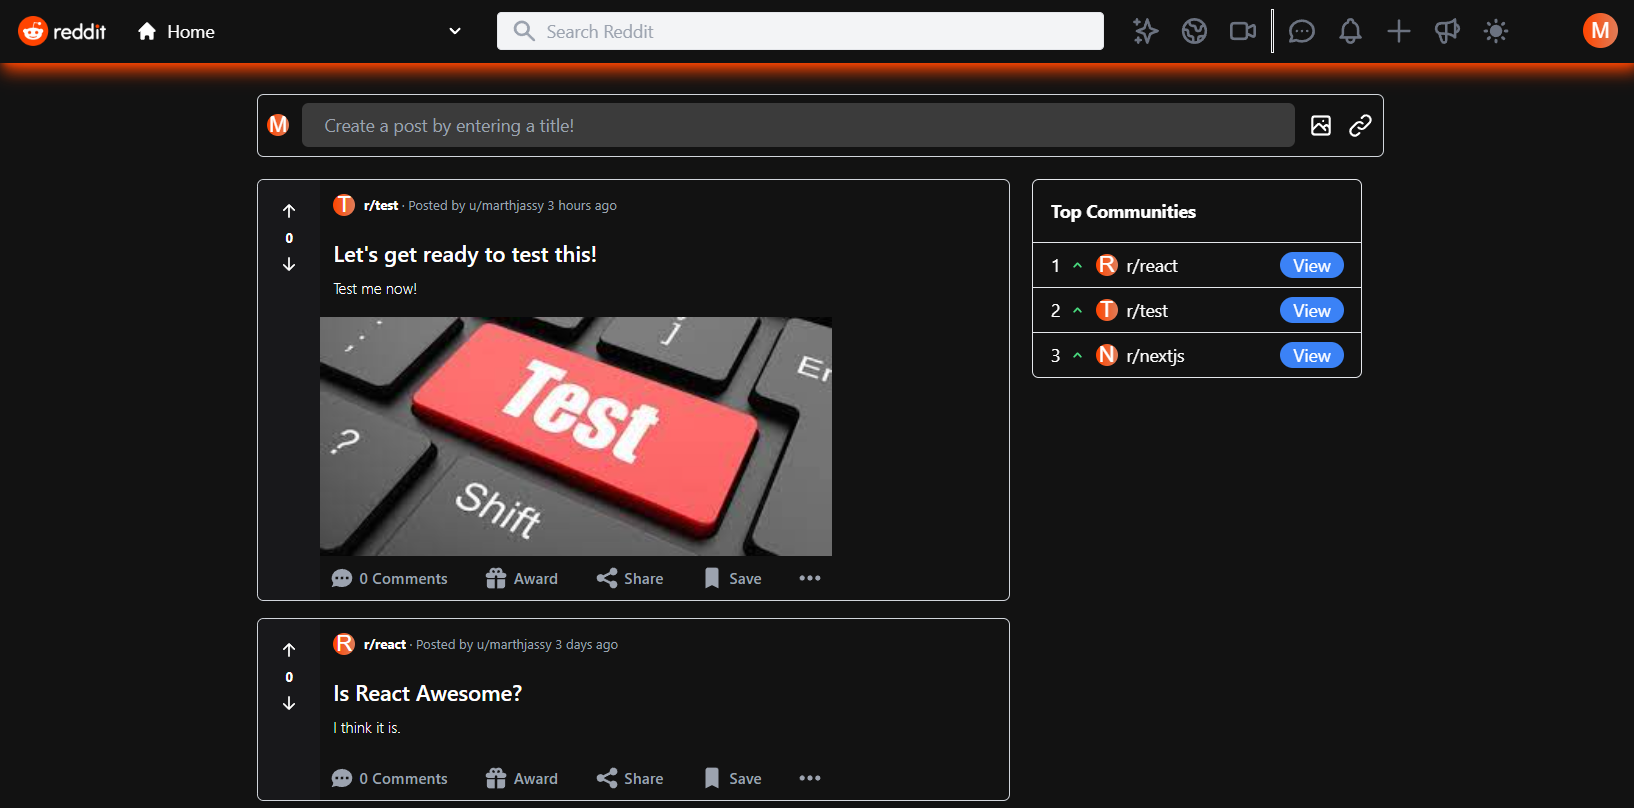 reddit Home Search Reddit M
M Create a post by entering a title!
T r/test · Posted by u/marthjassy 3 hours ago
0
Let's get ready to test this!
Test me now!
;
]
En
Test
?
Shift
0 Comments Award Share Save
R r/react · Posted by u/marthjassy 3 days ago
0
Is React Awesome?
I think it is.
0 Comments Award Share Save
Top Communities
1 R r/react View
2 T r/test View
3 N r/nextjs View